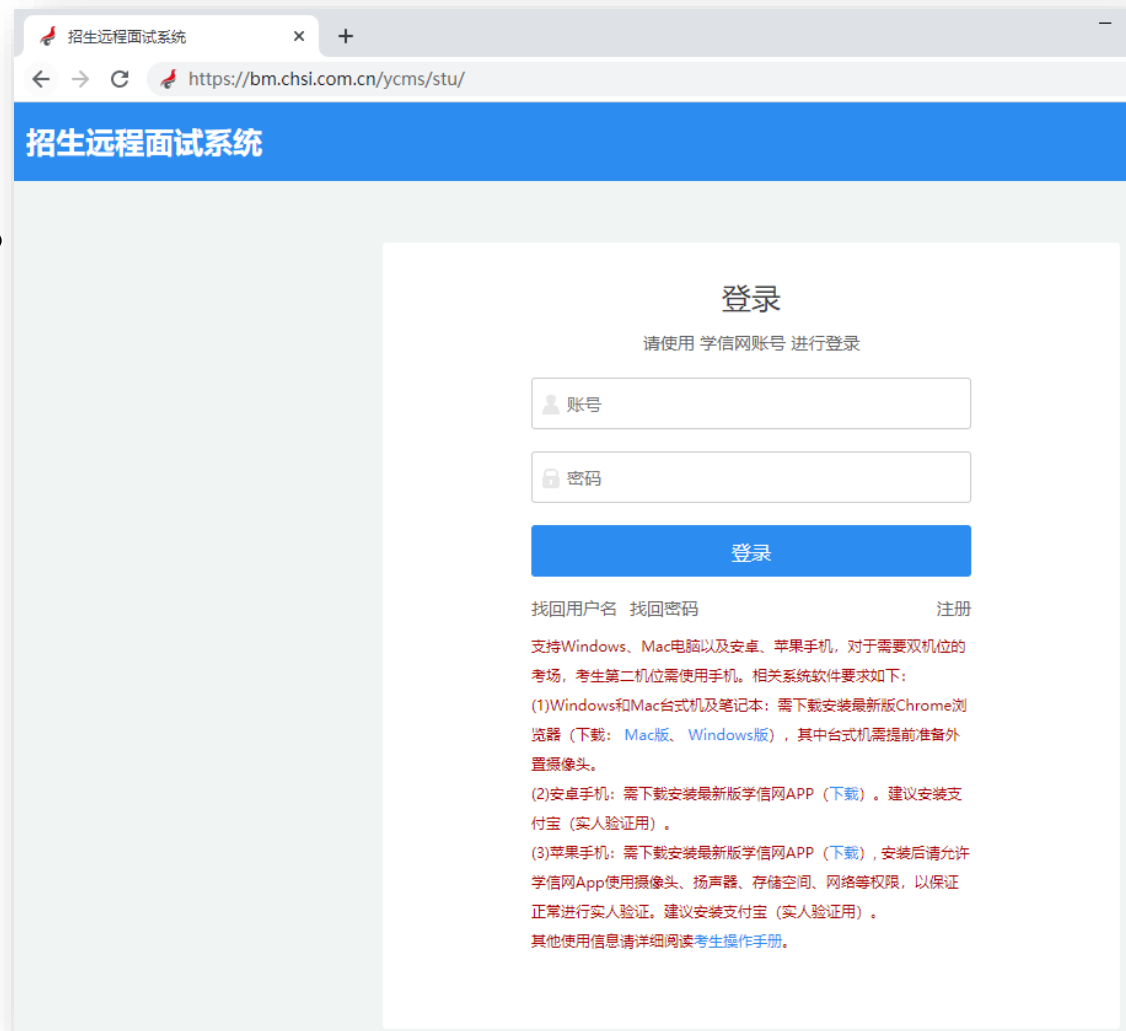 招生远程面试系统
https://bm.chsi.com.cn/ycms/stu/
招生远程面试系统
登录
请使用 学信网账号 进行登录
账号
密码
登录
找回用户名 找回密码 注册
支持Windows、Mac电脑以及安卓、苹果手机，对于需要双机位的
考场，考生第二机位需使用手机。相关系统软件要求如下：
(1)Windows和Mac台式机及笔记本：需下载安装最新版Chrome浏
览器（下载： Mac版、 Windows版），其中台式机需提前准备外
置摄像头。
(2)安卓手机：需下载安装最新版学信网APP（下载）。建议安装支
付宝（实人验证用）。
(3)苹果手机：需下载安装最新版学信网APP（下载）, 安装后请允许
学信网App使用摄像头、扬声器、存储空间、网络等权限，以保证
正常进行实人验证。建议安装支付宝（实人验证用）。
其他使用信息请详细阅读考生操作手册。